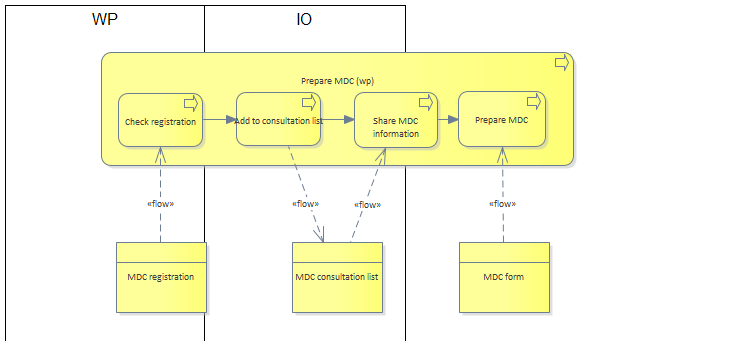 WP
IO
Prepare MDC (wp)
Check registration
Add to consultation list
Share MDC
information
Prepare MDC
«flow»
«flow»
«flow»
«flow»
MDC registration
MDC consultation list
MDC form